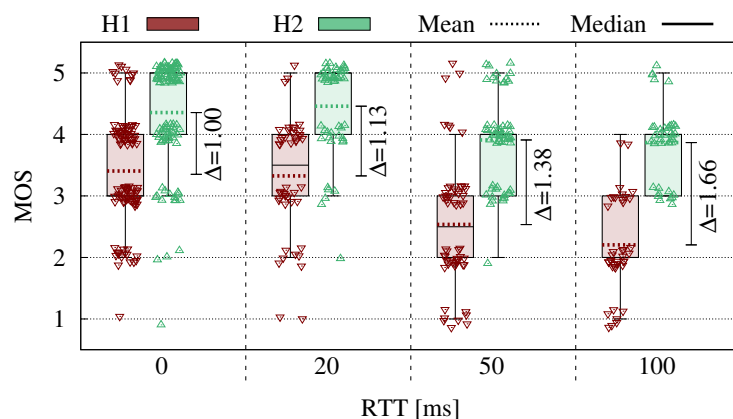 H1 H2 Mean Median
MOS
5
4
3
2
1
Δ=1.00
Δ=1.13
Δ=1.38
Δ=1.66
0 20 50 100
RTT [ms]